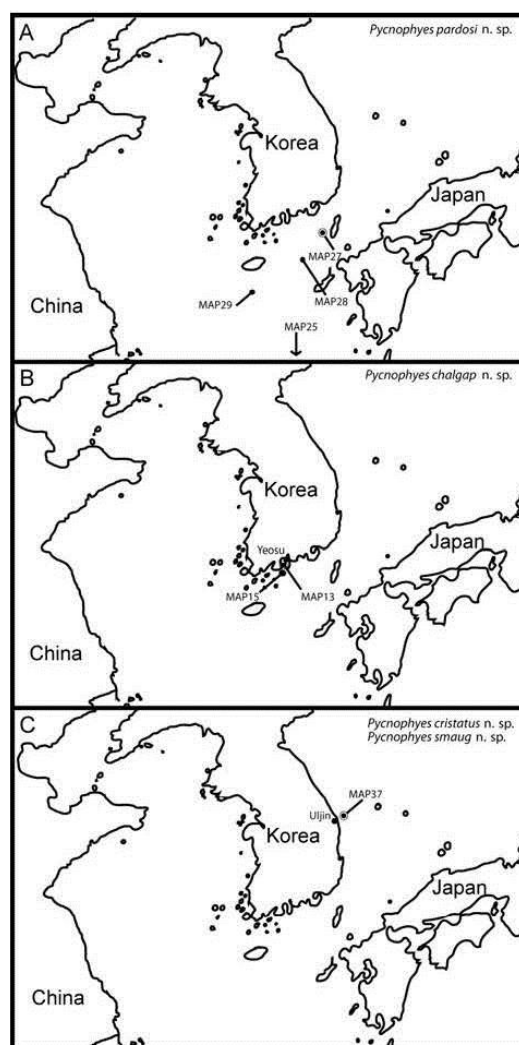 A
Pycnophyes pardosi n. sp.
Korea
Japan
MAP27
China
MAP29
MAP28
MAP25
B
Pycnophyes chalgap n. sp.
Korea
Japan
Yeosu
MAP15
MAP13
China
C
Pycnophyes cristatus n. sp.
Pycnophyes smaug n. sp.
MAP37
Uljin
Korea
Japan
China